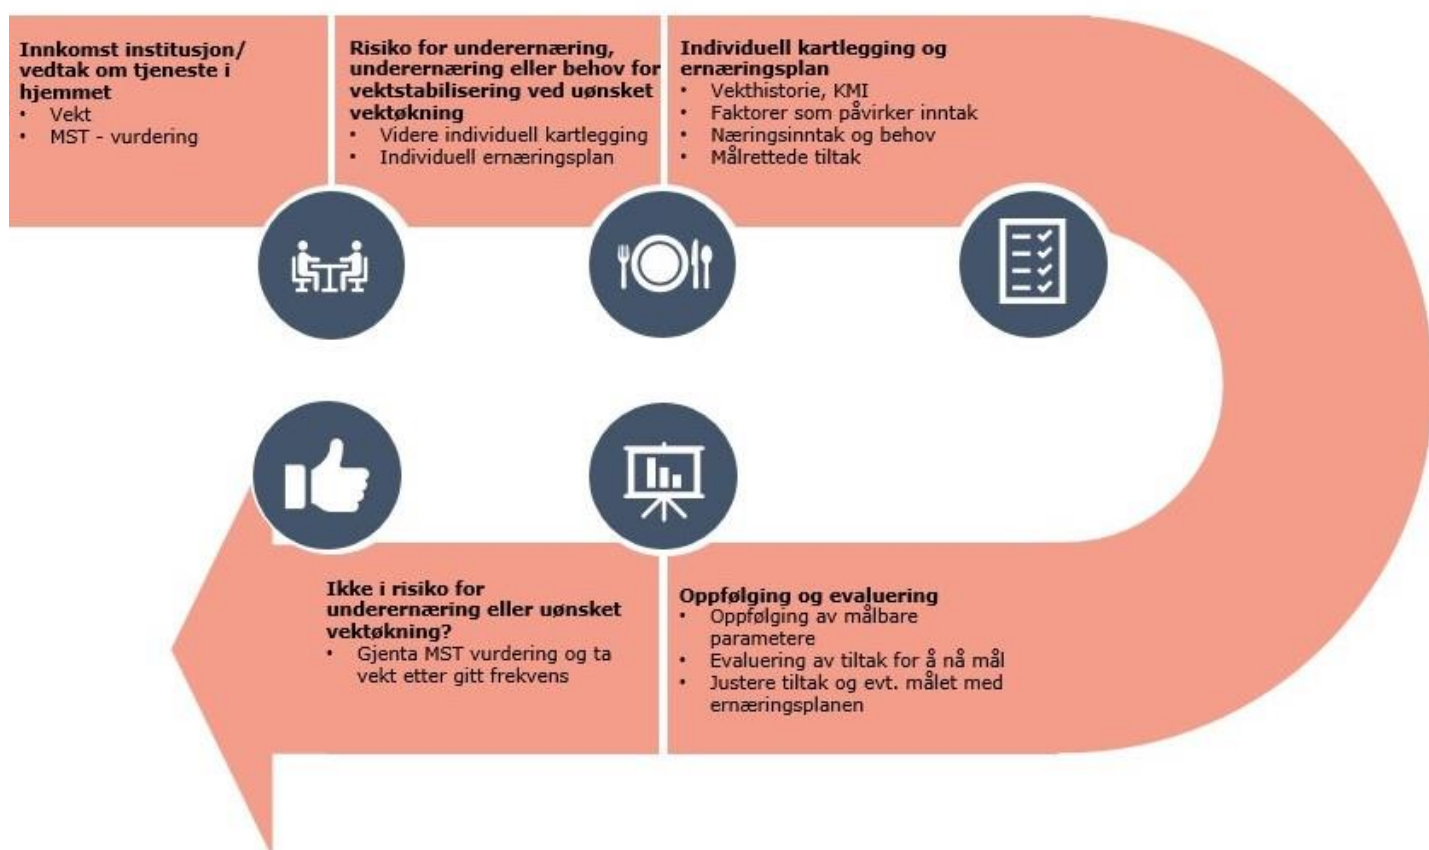 Innkomst institusjon/
vedtak om tjeneste i
hjemmet
• Vekt
• MST - vurdering
Risiko for underernæring,
underernæring eller behov for
vektstabilisering ved uønsket
vektøkning
• Videre individuell kartlegging
• Individuell ernæringsplan
Individuell kartlegging og
ernæringsplan
• Vekthistorie, KMI
• Faktorer som påvirker inntak
• Næringsinntak og behov
• Målrettede tiltak
Oppfølging og evaluering
• Oppfølging av målbare
parametere
• Evaluering av tiltak for å nå mål
• Justere tiltak og evt. målet med
ernæringsplanen
Ikke i risiko for
underernæring eller uønsket
vektøkning?
• Gjenta MST vurdering og ta
vekt etter gitt frekvens